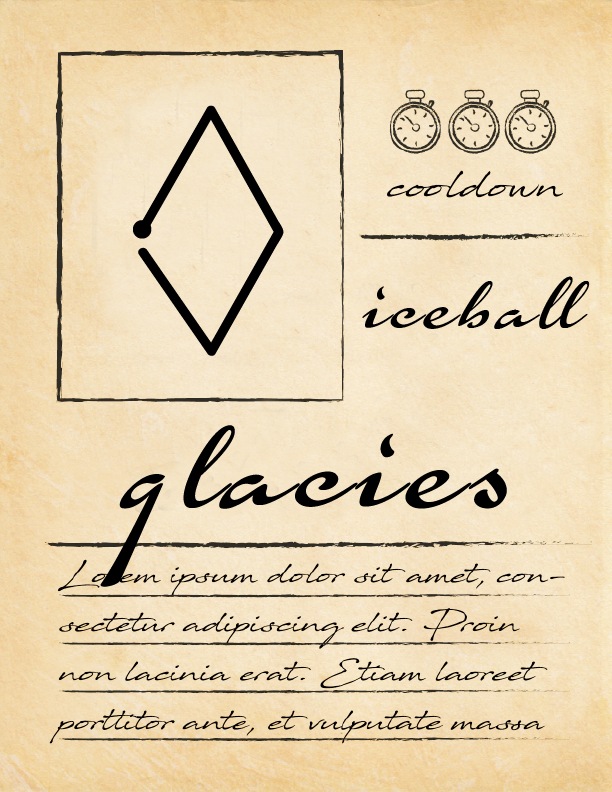 cooldown
iceball
glacies
Lorem ipsum dolor sit amet, con-
sectetur adipiscing elit. Proin
non lacinia erat. Etiam laoreet
porttitor ante, et vulputate massa